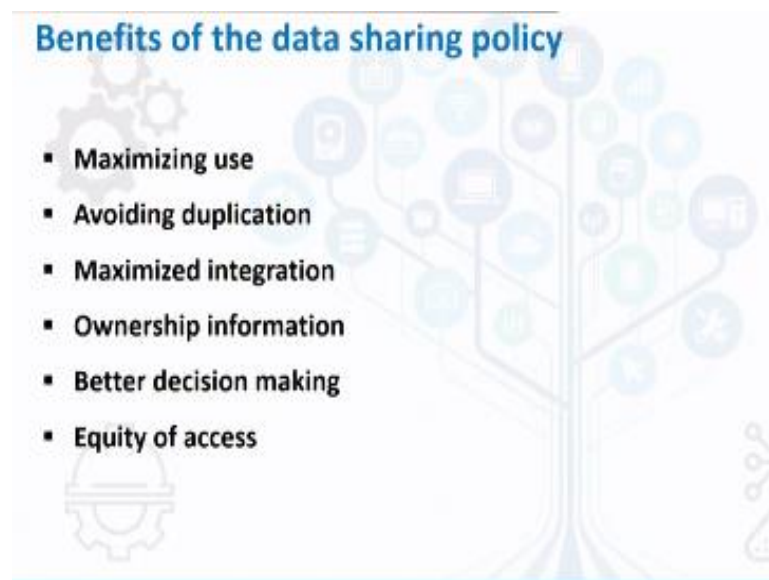 Benefits of the data sharing policy
▪ Maximizing use
▪ Avoiding duplication
▪ Maximized integration
▪ Ownership information
▪ Better decision making
▪ Equity of access